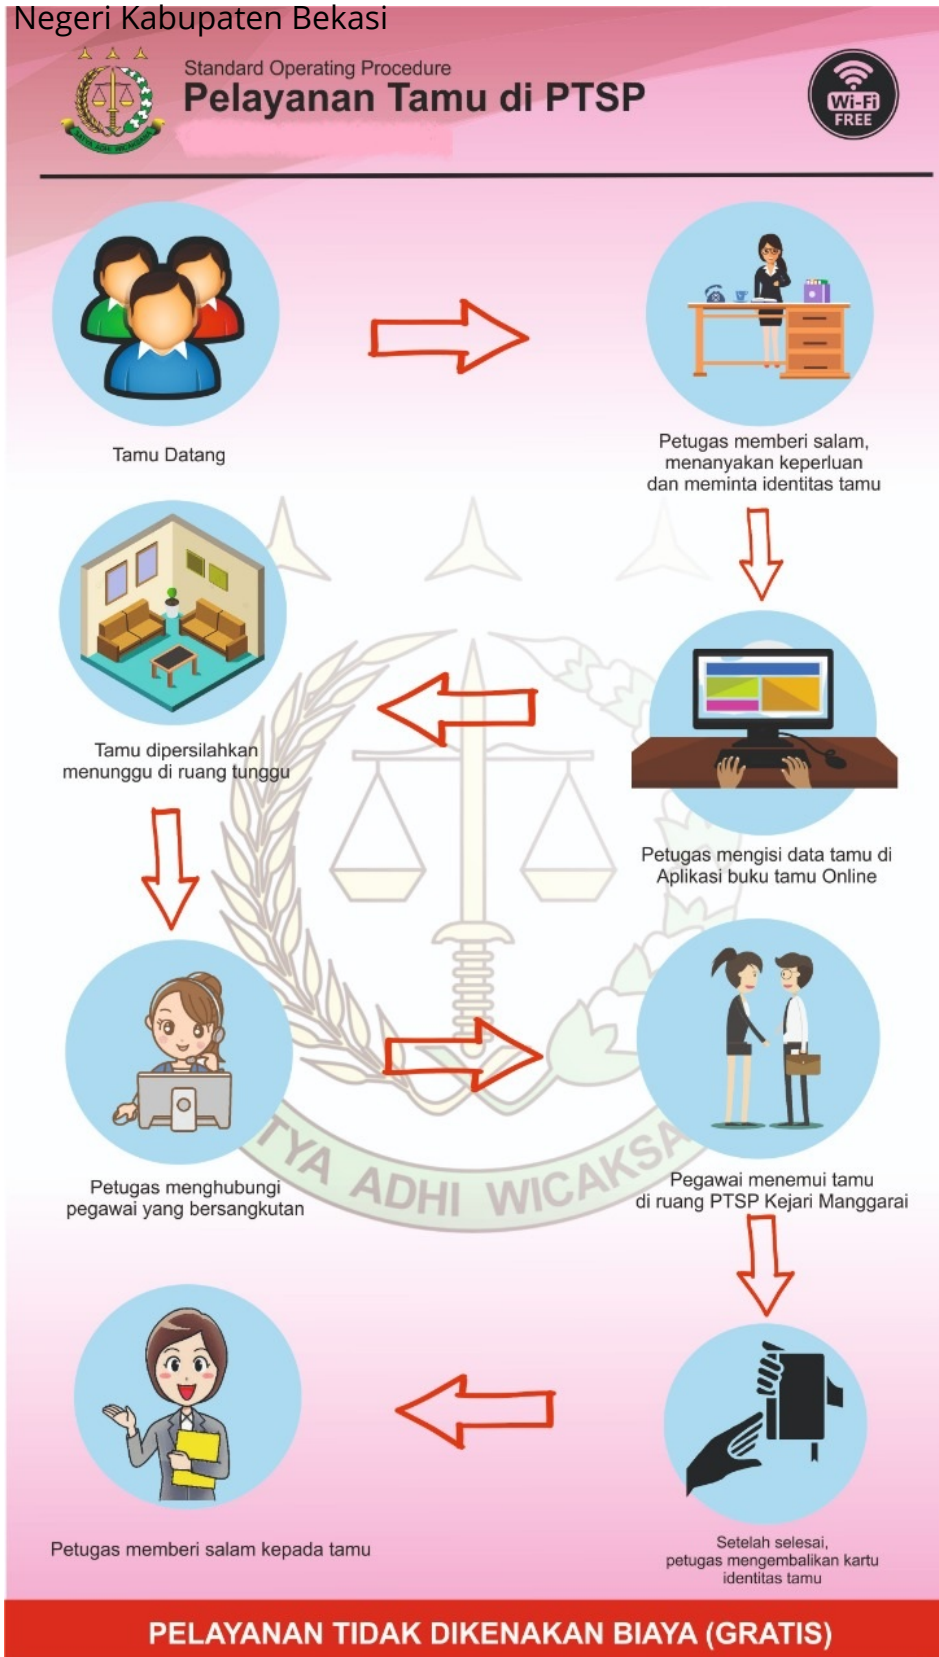 Negeri Kabupaten Bekasi
Standard Operating Procedure
Pelayanan Tamu di PTSP
Wi-Fi
FREE
SATYA ADHI WICAKSANA
Tamu Datang
Petugas memberi salam,
menanyakan keperluan
dan meminta identitas tamu
Tamu dipersilahkan
menunggu di ruang tunggu
Petugas mengisi data tamu di
Aplikasi buku tamu Online
Petugas menghubungi
pegawai yang bersangkutan
Pegawai menemui tamu
di ruang PTSP Kejari Manggarai
TYA ADHI WICAKSA
Petugas memberi salam kepada tamu
Setelah selesai,
petugas mengembalikan kartu
identitas tamu
PELAYANAN TIDAK DIKENAKAN BIAYA (GRATIS)